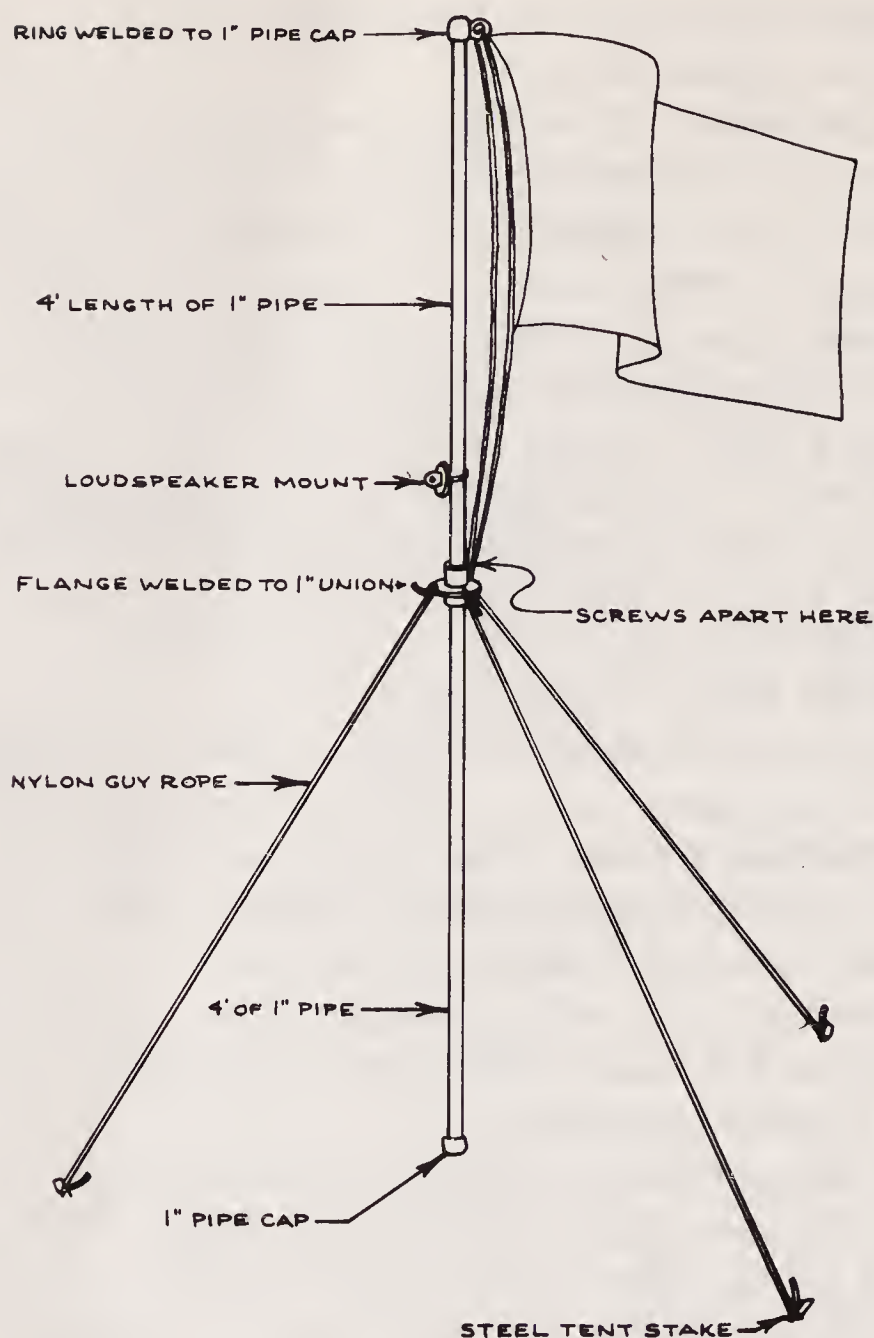 RING WELDED TO 1" PIPE CAP
4' LENGTH OF 1" PIPE
LOUDSPEAKER MOUNT
FLANGE WELDED TO 1" UNION
SCREWS APART HERE
NYLON GUY ROPE
4' OF 1" PIPE
1" PIPE CAP
STEEL TENT STAKE